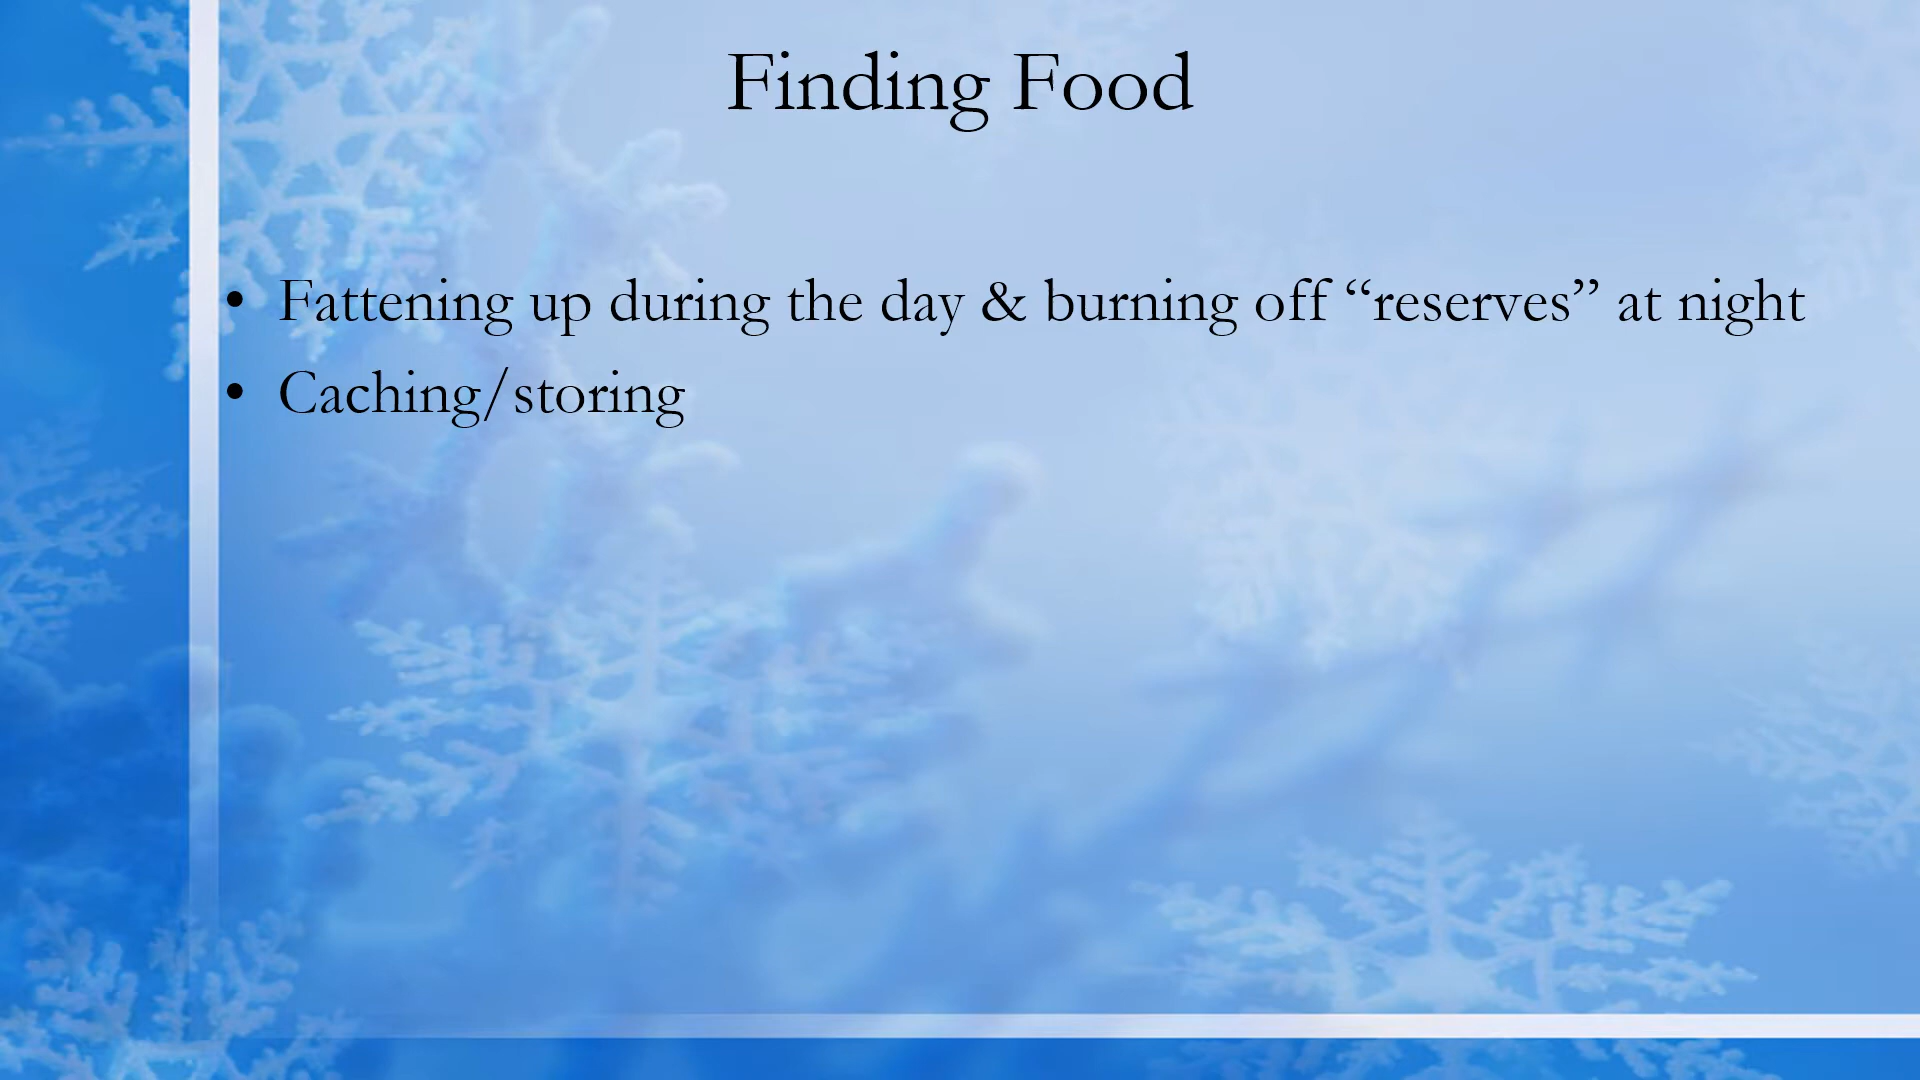 Finding Food
• Fattening up during the day & burning off “reserves” at night
• Caching/storing